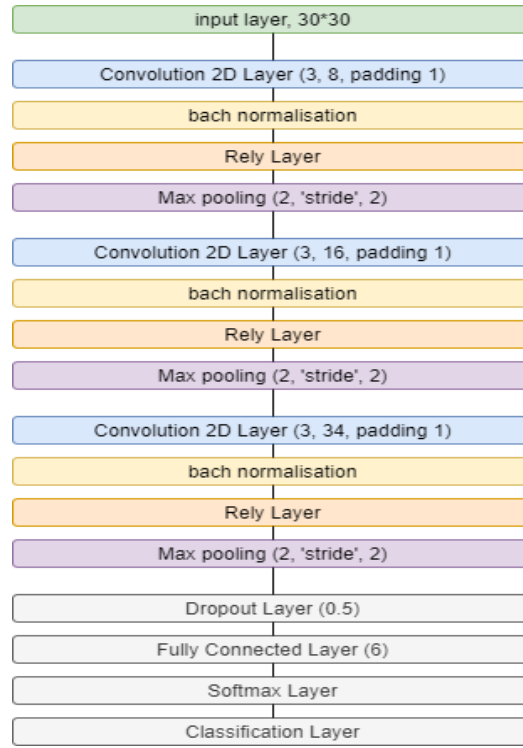 input layer, 30*30
Convolution 2D Layer (3, 8, padding 1)
bach normalisation
Rely Layer
Max pooling (2, 'stride', 2)
Convolution 2D Layer (3, 16, padding 1)
bach normalisation
Rely Layer
Max pooling (2, 'stride', 2)
Convolution 2D Layer (3, 34, padding 1)
bach normalisation
Rely Layer
Max pooling (2, 'stride', 2)
Dropout Layer (0.5)
Fully Connected Layer (6)
Softmax Layer
Classification Layer